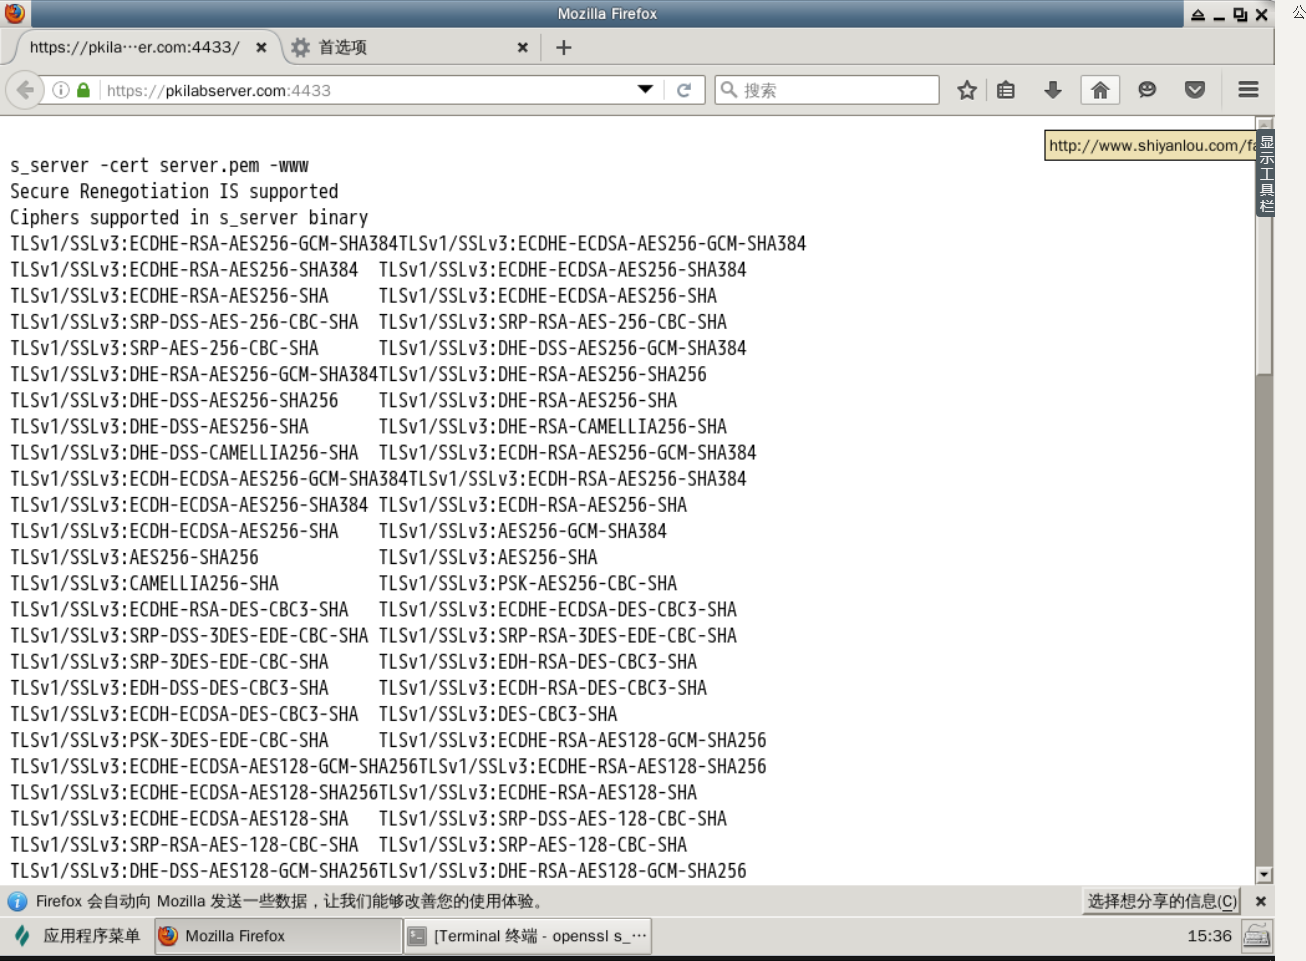 Mozilla Firefox
公
https://pkila···er.com:4433/
首选项
https://pkilabserver.com:4433
搜索
http://www.shiyanlou.com/fa
显示工具栏
s_server -cert server.pem -www
Secure Renegotiation IS supported
Ciphers supported in s_server binary
TLSv1/SSLv3:ECDHE-RSA-AES256-GCM-SHA384TLSv1/SSLv3:ECDHE-ECDSA-AES256-GCM-SHA384
TLSv1/SSLv3:ECDHE-RSA-AES256-SHA384  TLSv1/SSLv3:ECDHE-ECDSA-AES256-SHA384
TLSv1/SSLv3:ECDHE-RSA-AES256-SHA     TLSv1/SSLv3:ECDHE-ECDSA-AES256-SHA
TLSv1/SSLv3:SRP-DSS-AES-256-CBC-SHA  TLSv1/SSLv3:SRP-RSA-AES-256-CBC-SHA
TLSv1/SSLv3:SRP-AES-256-CBC-SHA      TLSv1/SSLv3:DHE-DSS-AES256-GCM-SHA384
TLSv1/SSLv3:DHE-RSA-AES256-GCM-SHA384TLSv1/SSLv3:DHE-RSA-AES256-SHA256
TLSv1/SSLv3:DHE-DSS-AES256-SHA256    TLSv1/SSLv3:DHE-RSA-AES256-SHA
TLSv1/SSLv3:DHE-DSS-AES256-SHA       TLSv1/SSLv3:DHE-RSA-CAMELLIA256-SHA
TLSv1/SSLv3:DHE-DSS-CAMELLIA256-SHA  TLSv1/SSLv3:ECDH-RSA-AES256-GCM-SHA384
TLSv1/SSLv3:ECDH-ECDSA-AES256-GCM-SHA384TLSv1/SSLv3:ECDH-RSA-AES256-SHA384
TLSv1/SSLv3:ECDH-ECDSA-AES256-SHA384 TLSv1/SSLv3:ECDH-RSA-AES256-SHA
TLSv1/SSLv3:ECDH-ECDSA-AES256-SHA    TLSv1/SSLv3:AES256-GCM-SHA384
TLSv1/SSLv3:AES256-SHA256            TLSv1/SSLv3:AES256-SHA
TLSv1/SSLv3:CAMELLIA256-SHA          TLSv1/SSLv3:PSK-AES256-CBC-SHA
TLSv1/SSLv3:ECDHE-RSA-DES-CBC3-SHA   TLSv1/SSLv3:ECDHE-ECDSA-DES-CBC3-SHA
TLSv1/SSLv3:SRP-DSS-3DES-EDE-CBC-SHA TLSv1/SSLv3:SRP-RSA-3DES-EDE-CBC-SHA
TLSv1/SSLv3:SRP-3DES-EDE-CBC-SHA     TLSv1/SSLv3:EDH-RSA-DES-CBC3-SHA
TLSv1/SSLv3:EDH-DSS-DES-CBC3-SHA     TLSv1/SSLv3:ECDH-RSA-DES-CBC3-SHA
TLSv1/SSLv3:ECDH-ECDSA-DES-CBC3-SHA  TLSv1/SSLv3:DES-CBC3-SHA
TLSv1/SSLv3:PSK-3DES-EDE-CBC-SHA     TLSv1/SSLv3:ECDHE-RSA-AES128-GCM-SHA256
TLSv1/SSLv3:ECDHE-ECDSA-AES128-GCM-SHA256TLSv1/SSLv3:ECDHE-RSA-AES128-SHA256
TLSv1/SSLv3:ECDHE-ECDSA-AES128-SHA256TLSv1/SSLv3:ECDHE-RSA-AES128-SHA
TLSv1/SSLv3:ECDHE-ECDSA-AES128-SHA   TLSv1/SSLv3:SRP-DSS-AES-128-CBC-SHA
TLSv1/SSLv3:SRP-RSA-AES-128-CBC-SHA  TLSv1/SSLv3:SRP-AES-128-CBC-SHA
TLSv1/SSLv3:DHE-DSS-AES128-GCM-SHA256TLSv1/SSLv3:DHE-RSA-AES128-GCM-SHA256
Firefox 会自动向 Mozilla 发送一些数据，让我们能够改善您的使用体验。
选择想分享的信息(C)
应用程序菜单
Mozilla Firefox
[Terminal 终端 - openssl s_···
15:36